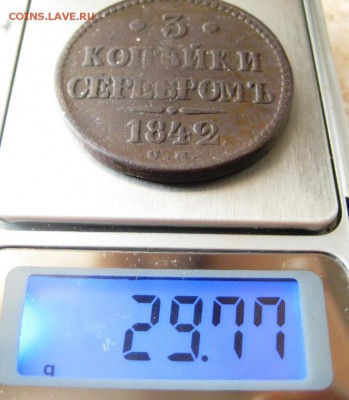 COINS.LAVE.RU
* 3 *
КОПѢЙКИ
СЕРЕБРОМЪ
1842
29.77
g